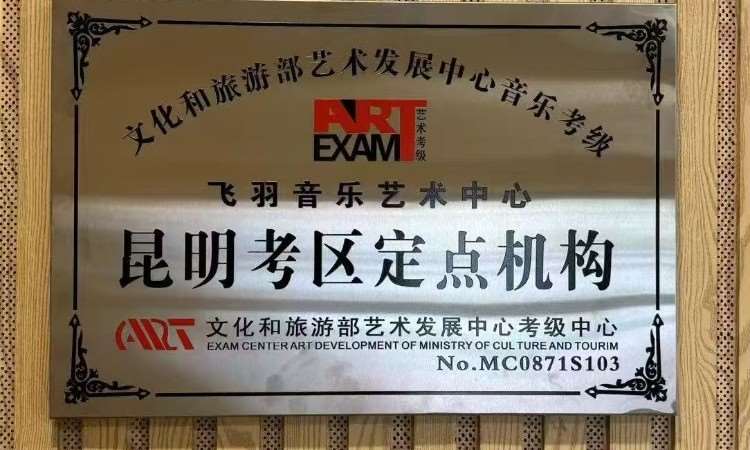 文化和旅游部艺术发展中心音乐考级
ART
EXAM
艺术考级
飞羽音乐艺术中心
昆明考区定点机构
ART 文化和旅游部艺术发展中心考级中心
EXAM CENTER ART DEVELOPMENT OF MINISTRY OF CULTURE AND TOURIM
No.MC0871S103